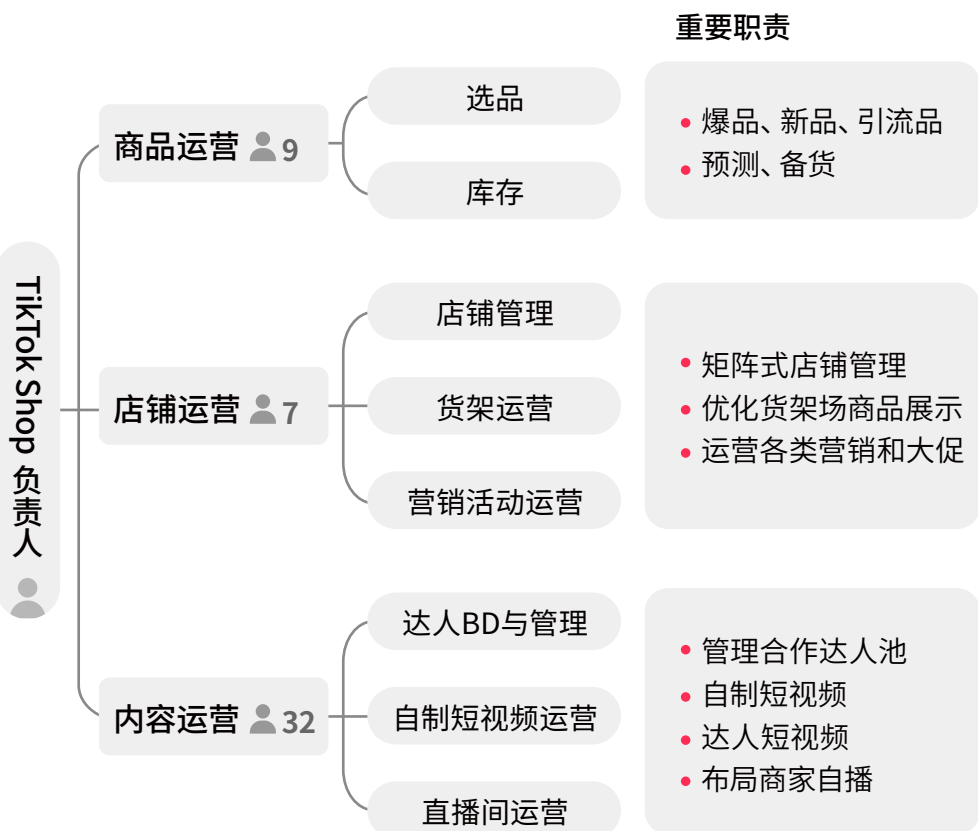 重要职责
TikTok Shop 负责人
商品运营 9
选品
库存
爆品、新品、引流品
预测、备货
店铺运营 7
店铺管理
货架运营
营销活动运营
矩阵式店铺管理
优化货架场商品展示
运营各类营销和大促
内容运营 32
达人BD与管理
自制短视频运营
直播间运营
管理合作达人池
自制短视频
达人短视频
布局商家自播